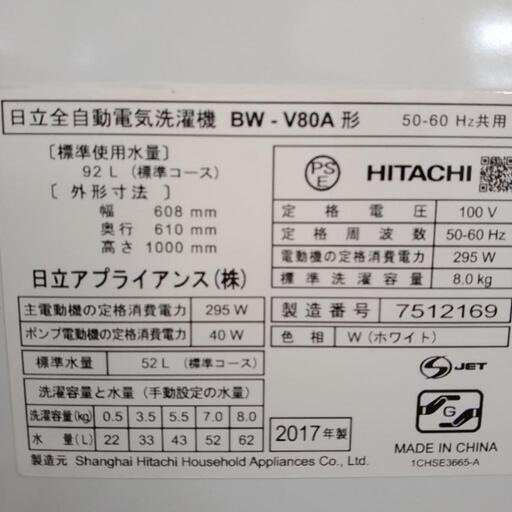 日立全自動電気洗濯機 BW - V80A 形 50-60 Hz共用
〔標準使用水量〕
92 L （標準コース）
〔 外 形 寸 法 〕
幅 608 mm
奥行 610 mm
高さ 1000 mm
日立アプライアンス(株)
PS
E
HITACHI
定格電圧 100 V
定格周波数 50-60 Hz
電動機の定格消費電力 295 W
標準洗濯容量 8.0kg
主電動機の定格消費電力 295 W
ポンプ電動機の定格消費電力 40 W
製造番号 7512169
標準水量 52 L （標準コース）
色相 W（ホワイト）
S JET
洗濯容量と水量（手動設定の水量）
洗濯容量(kg) 0.5 3.5 5.5 7.0 8.0
水 量(L) 22 33 43 52 62
2017年製
G
MADE IN CHINA
1CHSE3665-A
製造元 Shanghai Hitachi Household Appliances Co., Ltd.